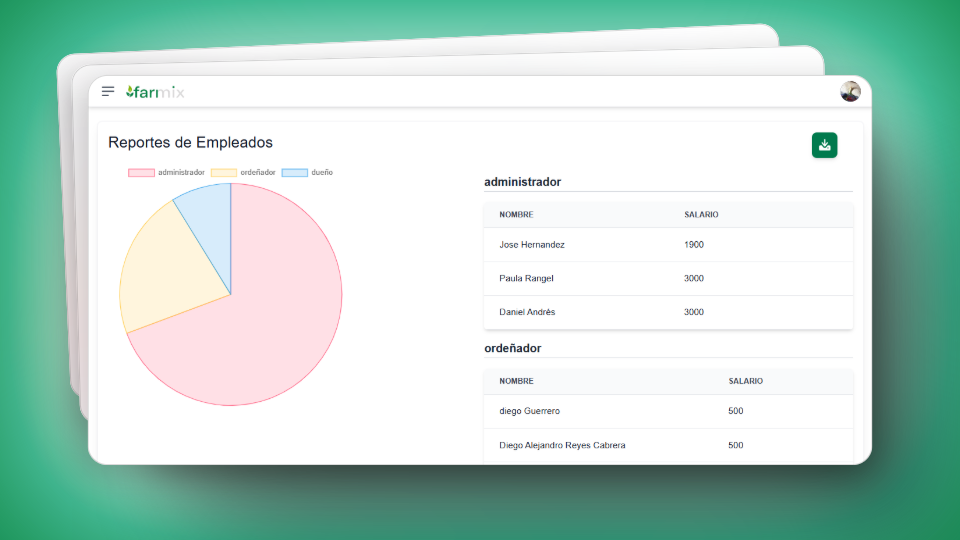 farmix
Reportes de Empleados
administrador ordeñador dueño
administrador
NOMBRE SALARIO
Jose Hernandez 1900
Paula Rangel 3000
Daniel Andrés 3000
ordeñador
NOMBRE SALARIO
diego Guerrero 500
Diego Alejandro Reyes Cabrera 500